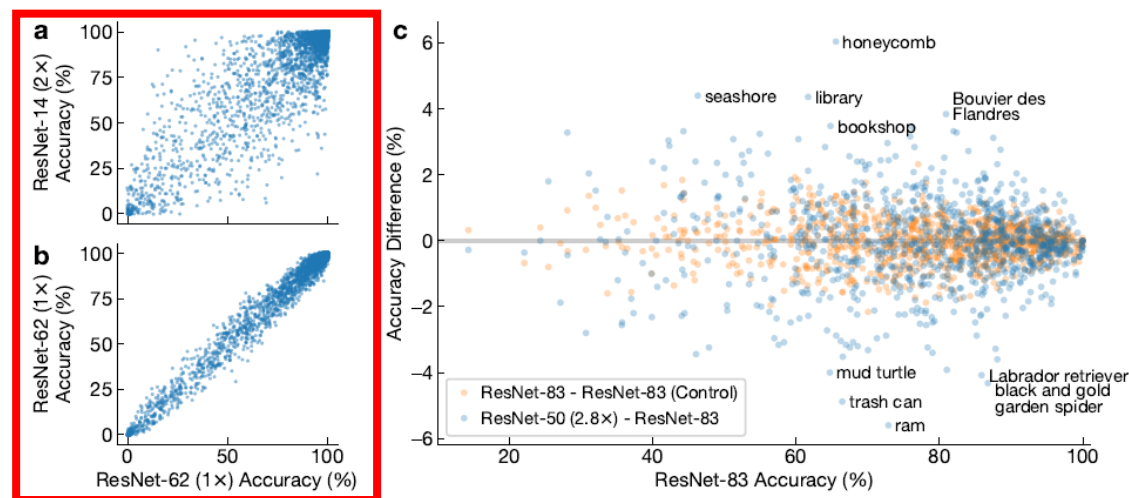 a
100
75
50
25
0
0
50
100
ResNet-14 (2×)
Accuracy (%)
b
100
75
50
25
0
0
50
100
ResNet-62 (1×)
Accuracy (%)
ResNet-62 (1×) Accuracy (%)
c
6
4
2
0
−2
−4
−6
Accuracy Difference (%)
honeycomb
seashore
library
Bouvier des
Flandres
bookshop
mud turtle
Labrador retriever
black and gold
garden spider
trash can
ram
ResNet-83 - ResNet-83 (Control)
ResNet-50 (2.8×) - ResNet-83
20
40
60
80
100
ResNet-83 Accuracy (%)